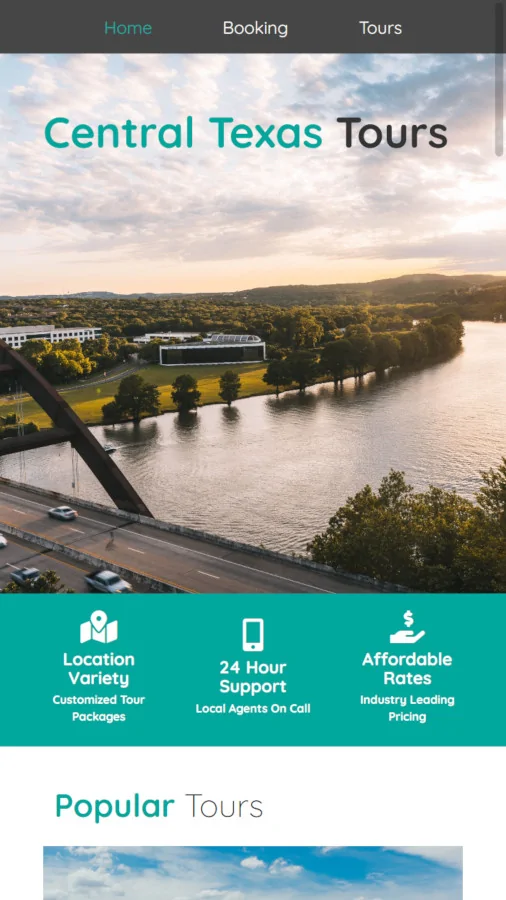 Home Booking Tours
Central Texas Tours
Location
Variety
Customized Tour
Packages
24 Hour
Support
Local Agents On Call
Affordable
Rates
Industry Leading
Pricing
Popular Tours